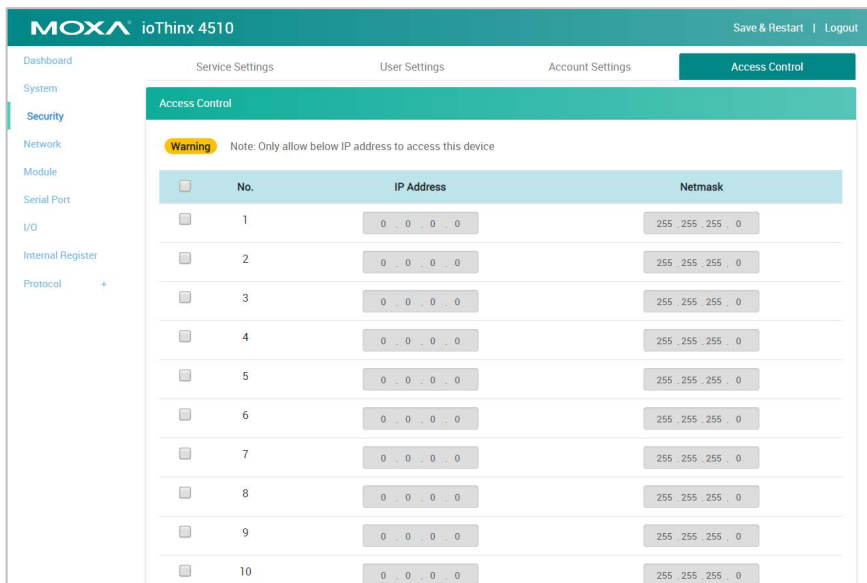 MOXA® ioThinx 4510 Save & Restart | Logout
Dashboard
System
Security
Network
Module
Serial Port
I/O
Internal Register
Protocol +
Service Settings User Settings Account Settings Access Control
Access Control
Warning Note: Only allow below IP address to access this device
No. IP Address Netmask
1 0 . 0 . 0 . 0 255 . 255 . 255 . 0
2 0 . 0 . 0 . 0 255 . 255 . 255 . 0
3 0 . 0 . 0 . 0 255 . 255 . 255 . 0
4 0 . 0 . 0 . 0 255 . 255 . 255 . 0
5 0 . 0 . 0 . 0 255 . 255 . 255 . 0
6 0 . 0 . 0 . 0 255 . 255 . 255 . 0
7 0 . 0 . 0 . 0 255 . 255 . 255 . 0
8 0 . 0 . 0 . 0 255 . 255 . 255 . 0
9 0 . 0 . 0 . 0 255 . 255 . 255 . 0
10 0 . 0 . 0 . 0 255 . 255 . 255 . 0